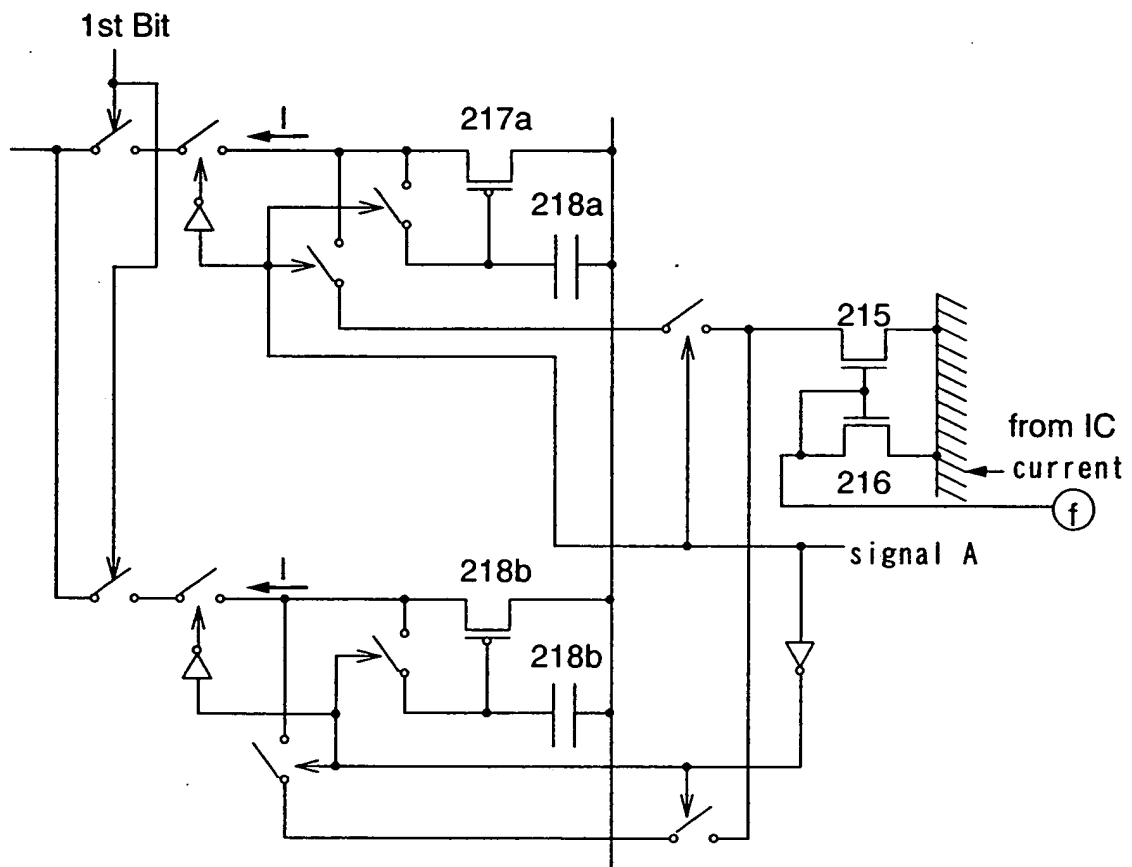 1st Bit
I
217a
218a
215
from IC
current
216
f
signal A
I
218b
218b